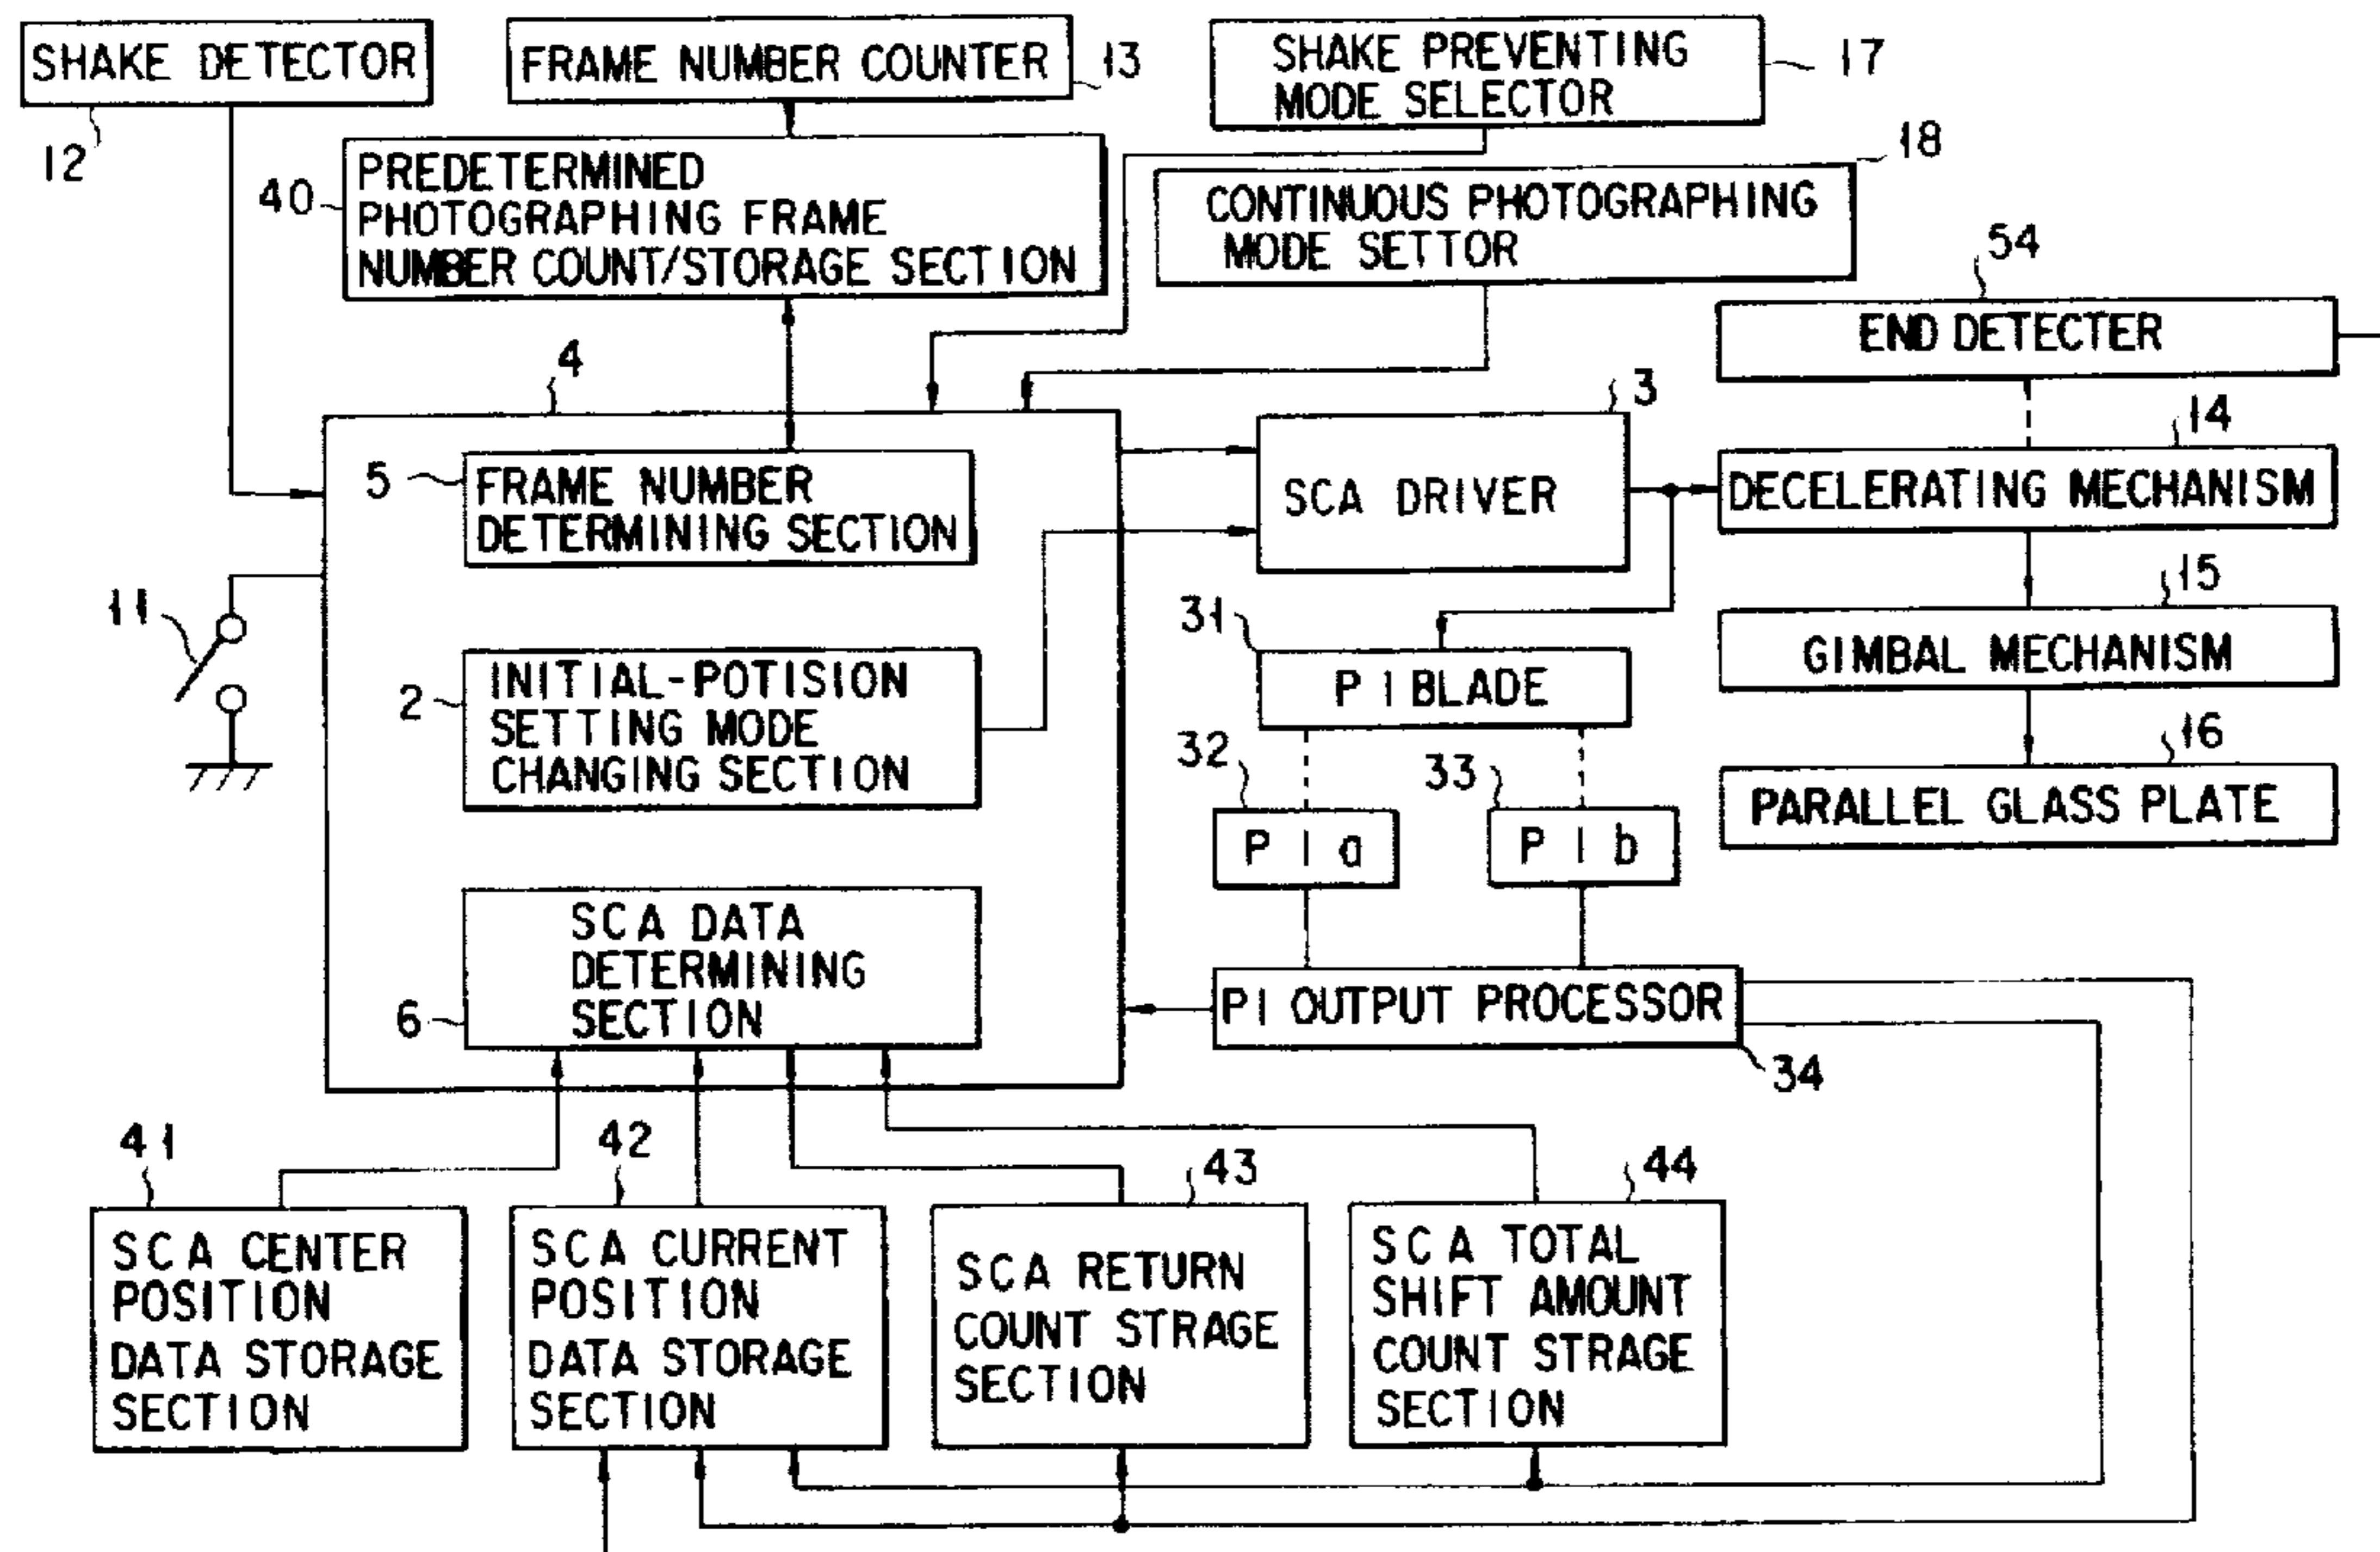 SHAKE DETECTOR
12
FRAME NUMBER COUNTER
13
SHAKE PREVENTING
MODE SELECTOR
17
40
PREDETERMINED
PHOTOGRAPHING FRAME
NUMBER COUNT/STORAGE SECTION
18
CONTINUOUS PHOTOGRAPHING
MODE SETTOR
54
END DETECTER
4
5
FRAME NUMBER
DETERMINING SECTION
3
SCA DRIVER
14
DECELERATING MECHANISM
11
2
INITIAL-POTISION
SETTING MODE
CHANGING SECTION
31
PI BLADE
15
GIMBAL MECHANISM
32
PIa
33
PIb
16
PARALLEL GLASS PLATE
6
SCA DATA
DETERMINING
SECTION
PI OUTPUT PROCESSOR
34
41
SCA CENTER
POSITION
DATA STORAGE
SECTION
42
SCA CURRENT
POSITION
DATA STORAGE
SECTION
43
SCA RETURN
COUNT STRAGE
SECTION
44
SCA TOTAL
SHIFT AMOUNT
COUNT STRAGE
SECTION